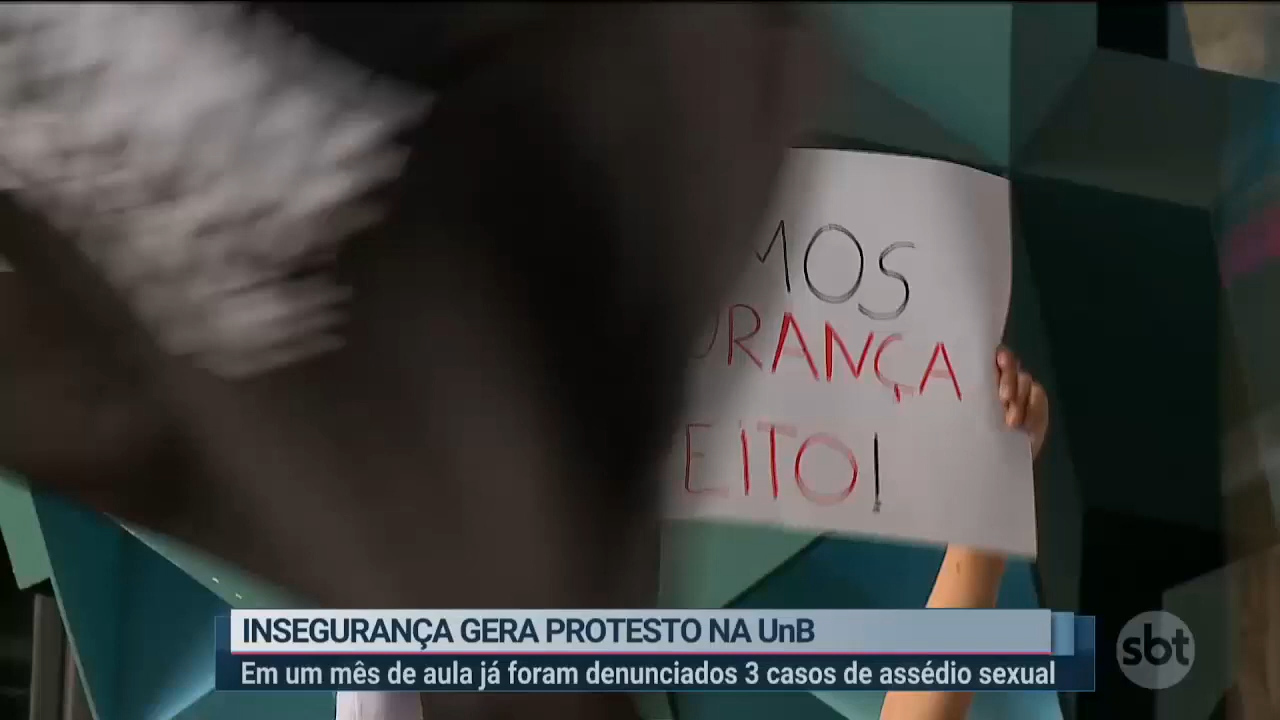 MOS
URANÇA
EITO!
INSEGURANÇA GERA PROTESTO NA UnB
Em um mês de aula já foram denunciados 3 casos de assédio sexual
sbt